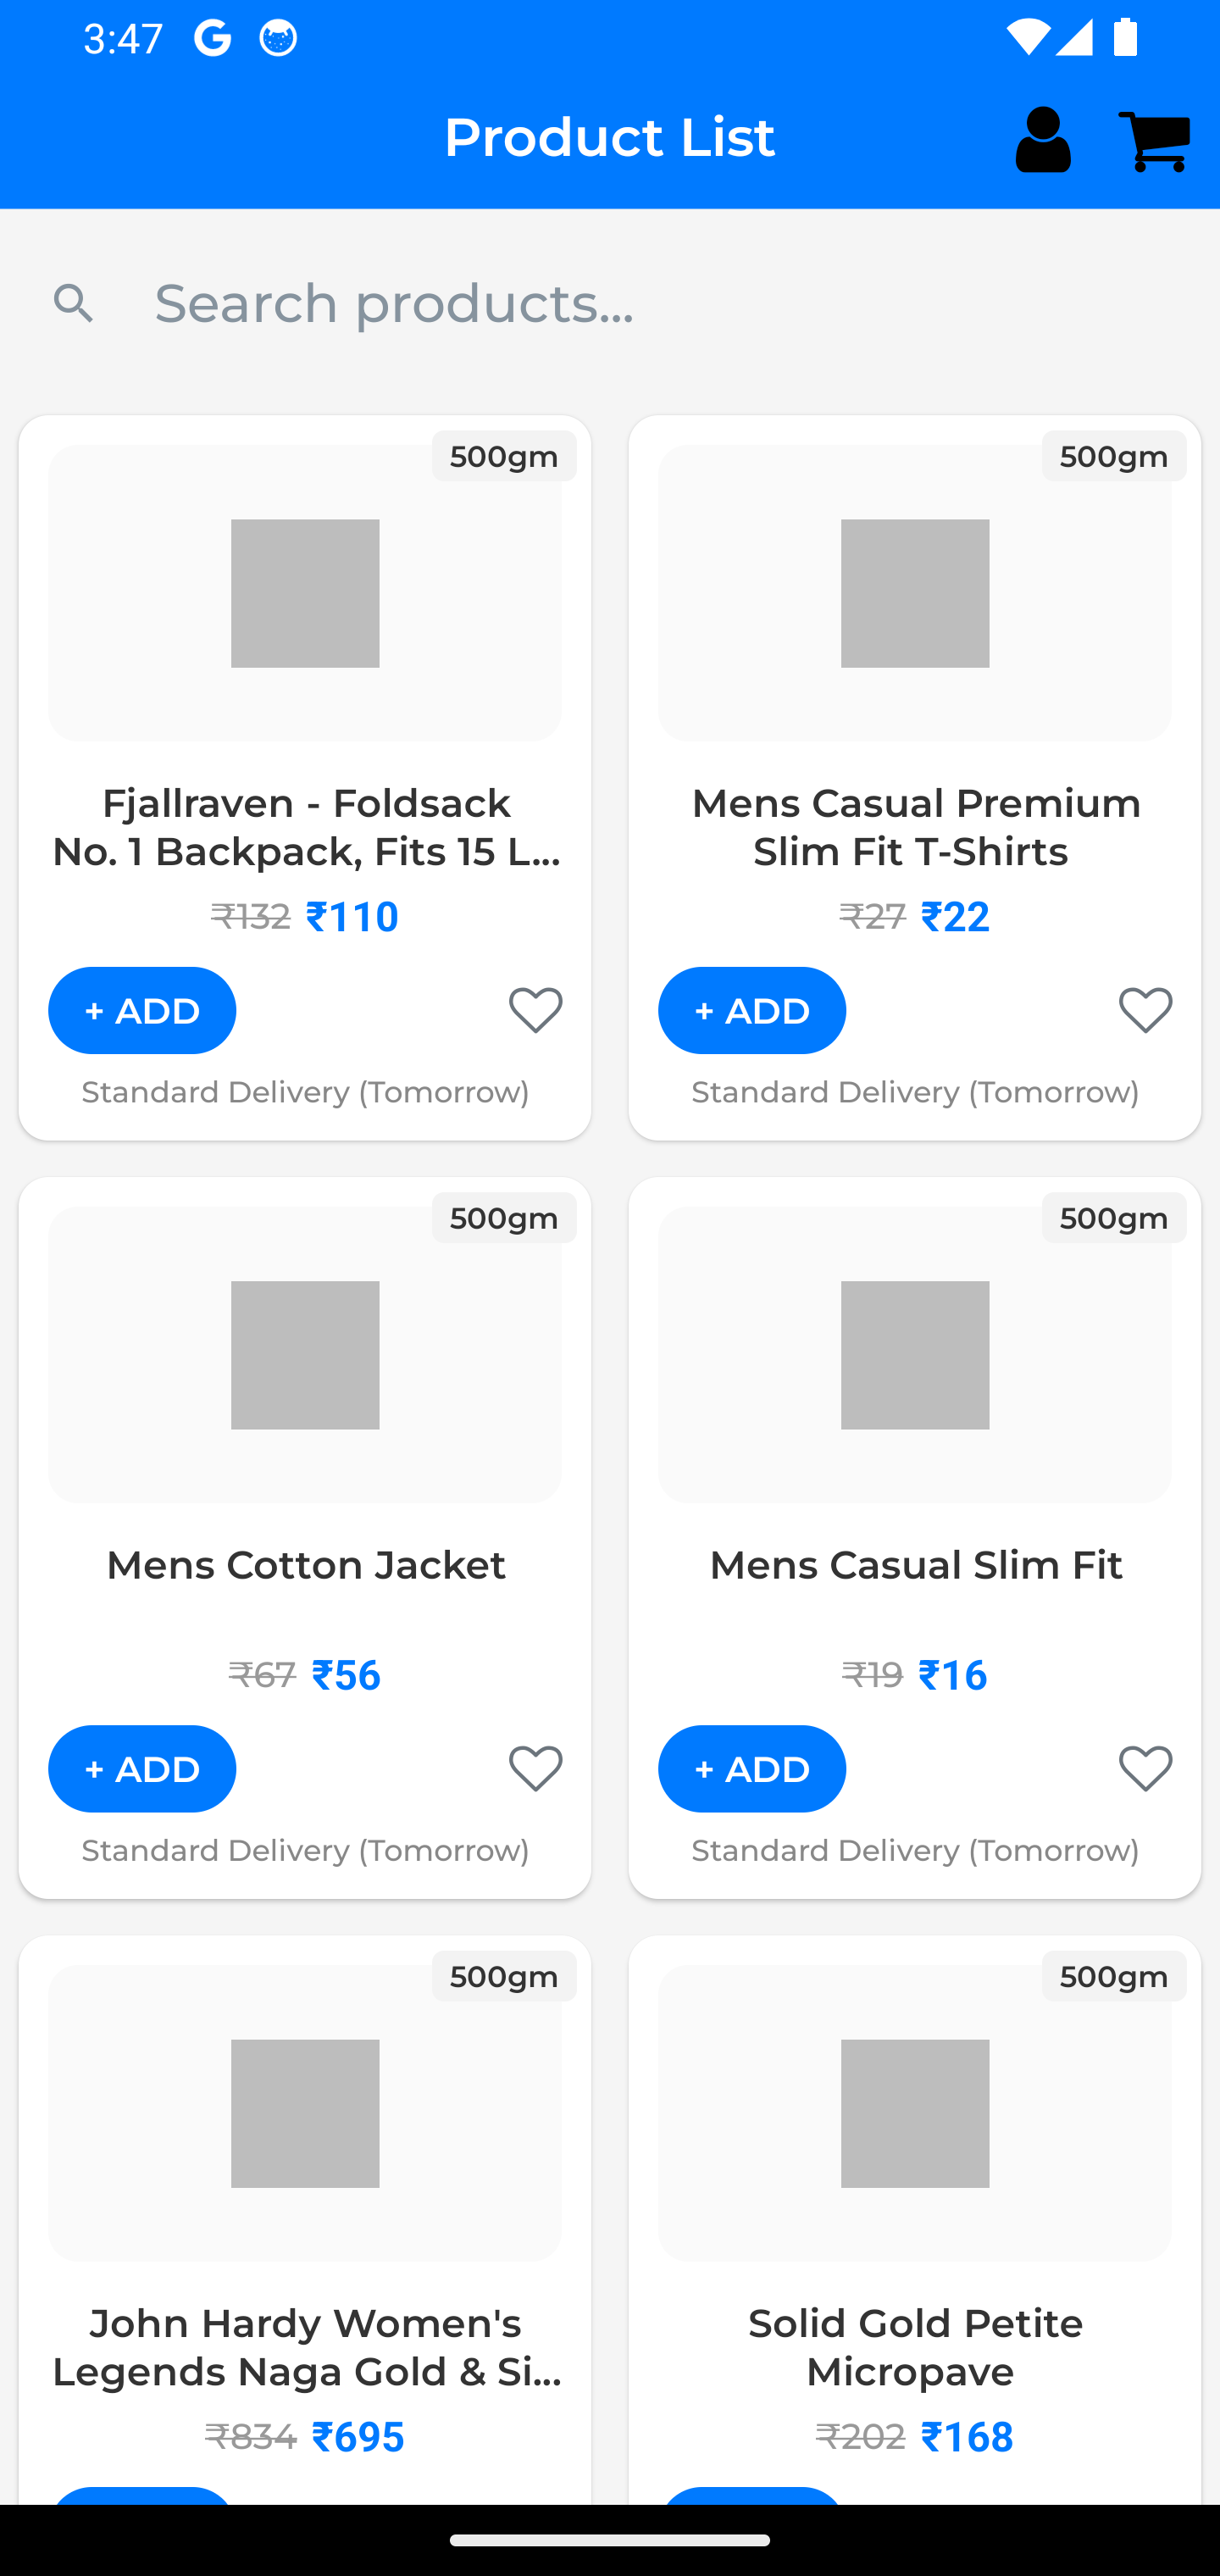 3:47
Product List
Search products...
500gm
Fjallraven - Foldsack
No. 1 Backpack, Fits 15 L...
₹132 ₹110
+ ADD
Standard Delivery (Tomorrow)
500gm
Mens Casual Premium
Slim Fit T-Shirts
₹27 ₹22
+ ADD
Standard Delivery (Tomorrow)
500gm
Mens Cotton Jacket
₹67 ₹56
+ ADD
Standard Delivery (Tomorrow)
500gm
Mens Casual Slim Fit
₹19 ₹16
+ ADD
Standard Delivery (Tomorrow)
500gm
John Hardy Women's
Legends Naga Gold & Si...
₹834 ₹695
500gm
Solid Gold Petite
Micropave
₹202 ₹168